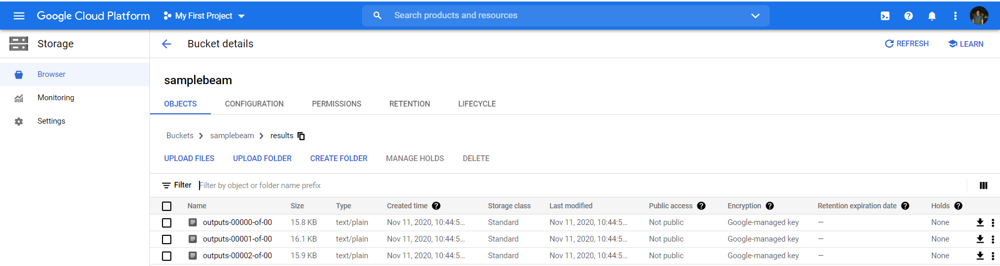 Google Cloud Platform My First Project Search products and resources
Storage Bucket details REFRESH LEARN
Browser
Monitoring
Settings
samplebeam
OBJECTS CONFIGURATION PERMISSIONS RETENTION LIFECYCLE
Buckets samplebeam results
UPLOAD FILES UPLOAD FOLDER CREATE FOLDER MANAGE HOLDS DELETE
Filter Filter by object or folder name prefix
Name Size Type Created time Storage class Last modified Public access Encryption Retention expiration date Holds
outputs-00000-of-00 15.8 KB text/plain Nov 11, 2020, 10:44:5... Standard Nov 11, 2020, 10:44:5... Not public Google-managed key — None
outputs-00001-of-00 16.1 KB text/plain Nov 11, 2020, 10:44:5... Standard Nov 11, 2020, 10:44:5... Not public Google-managed key — None
outputs-00002-of-00 15.9 KB text/plain Nov 11, 2020, 10:44:5... Standard Nov 11, 2020, 10:44:5... Not public Google-managed key — None